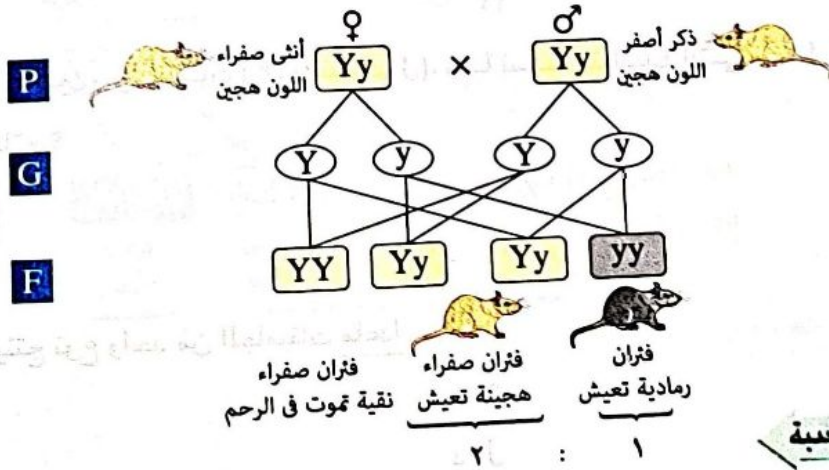 ♀ ♂
P أنثى صفراء Yy × Yy ذكر أصفر
اللون هجين اللون هجين
G Y y Y y
F YY Yy Yy yy
فئران صفراء فئران صفراء فئران
نقية تموت فى الرحم هجينة تعيش رمادية تعيش
٢ : ١